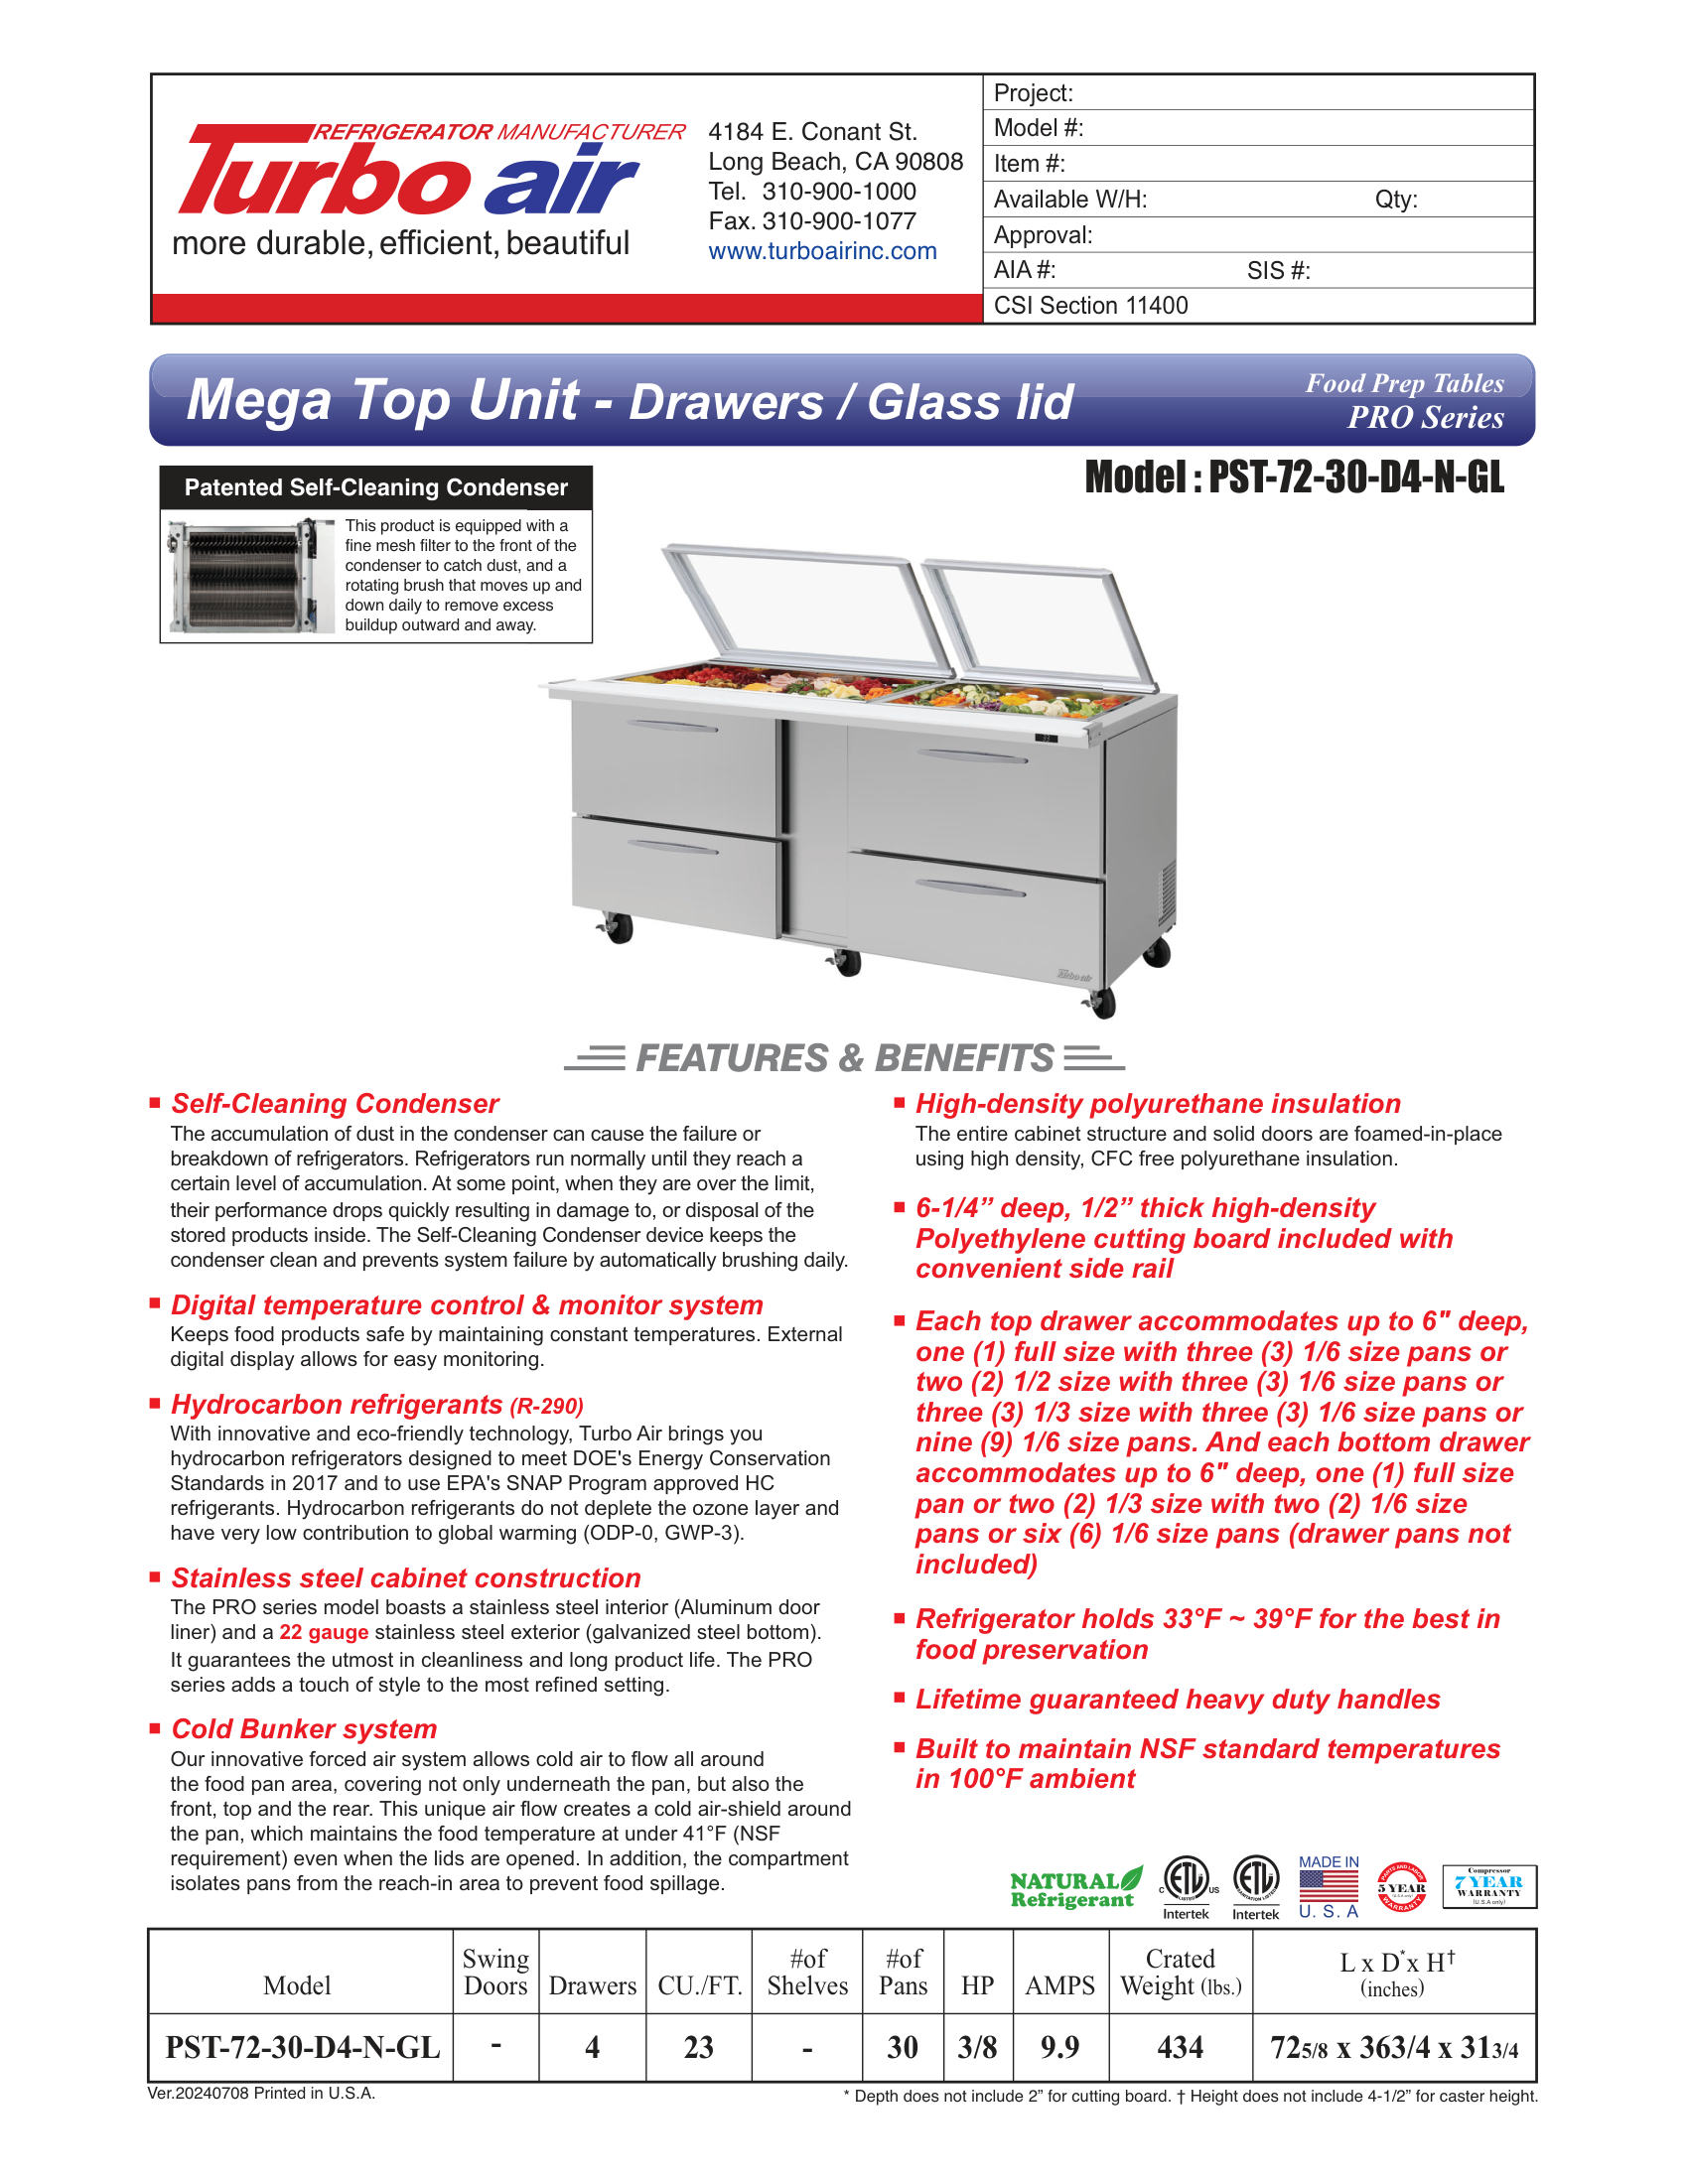 REFRIGERATOR MANUFACTURER
Turbo air
more durable, efficient, beautiful
4184 E. Conant St.
Long Beach, CA 90808
Tel. 310-900-1000
Fax. 310-900-1077
www.turboairinc.com
Project:
Model #:
Item #:
Available W/H: Qty:
Approval:
AIA #: SIS #:
CSI Section 11400
Mega Top Unit - Drawers / Glass lid
Food Prep Tables
PRO Series
Model : PST-72-30-D4-N-GL
Patented Self-Cleaning Condenser
This product is equipped with a
fine mesh filter to the front of the
condenser to catch dust, and a
rotating brush that moves up and
down daily to remove excess
buildup outward and away.
Turbo air
FEATURES & BENEFITS
Self-Cleaning Condenser
The accumulation of dust in the condenser can cause the failure or
breakdown of refrigerators. Refrigerators run normally until they reach a
certain level of accumulation. At some point, when they are over the limit,
their performance drops quickly resulting in damage to, or disposal of the
stored products inside. The Self-Cleaning Condenser device keeps the
condenser clean and prevents system failure by automatically brushing daily.
Digital temperature control & monitor system
Keeps food products safe by maintaining constant temperatures. External
digital display allows for easy monitoring.
Hydrocarbon refrigerants (R-290)
With innovative and eco-friendly technology, Turbo Air brings you
hydrocarbon refrigerators designed to meet DOE's Energy Conservation
Standards in 2017 and to use EPA's SNAP Program approved HC
refrigerants. Hydrocarbon refrigerants do not deplete the ozone layer and
have very low contribution to global warming (ODP-0, GWP-3).
Stainless steel cabinet construction
The PRO series model boasts a stainless steel interior (Aluminum door
liner) and a 22 gauge stainless steel exterior (galvanized steel bottom).
It guarantees the utmost in cleanliness and long product life. The PRO
series adds a touch of style to the most refined setting.
Cold Bunker system
Our innovative forced air system allows cold air to flow all around
the food pan area, covering not only underneath the pan, but also the
front, top and the rear. This unique air flow creates a cold air-shield around
the pan, which maintains the food temperature at under 41°F (NSF
requirement) even when the lids are opened. In addition, the compartment
isolates pans from the reach-in area to prevent food spillage.
High-density polyurethane insulation
The entire cabinet structure and solid doors are foamed-in-place
using high density, CFC free polyurethane insulation.
6-1/4” deep, 1/2” thick high-density
Polyethylene cutting board included with
convenient side rail
Each top drawer accommodates up to 6" deep,
one (1) full size with three (3) 1/6 size pans or
two (2) 1/2 size with three (3) 1/6 size pans or
three (3) 1/3 size with three (3) 1/6 size pans or
nine (9) 1/6 size pans. And each bottom drawer
accommodates up to 6" deep, one (1) full size
pan or two (2) 1/3 size with two (2) 1/6 size
pans or six (6) 1/6 size pans (drawer pans not
included)
Refrigerator holds 33°F ~ 39°F for the best in
food preservation
Lifetime guaranteed heavy duty handles
Built to maintain NSF standard temperatures
in 100°F ambient
NATURAL
Refrigerant
C ETL US
LISTED
Intertek
ETL
SANITATION LISTED
Intertek
MADE IN
U. S. A
PARTS AND LABOR
5 YEAR
(U.S.A only)
WARRANTY
Compressor
7 YEAR
WARRANTY
(U.S.A only)
Model Swing Doors Drawers CU./FT. #of Shelves #of Pans HP AMPS Crated Weight (lbs.) L x D* x H† (inches)
PST-72-30-D4-N-GL - 4 23 - 30 3/8 9.9 434 725/8 x 363/4 x 313/4
Ver.20240708 Printed in U.S.A.
* Depth does not include 2” for cutting board. † Height does not include 4-1/2” for caster height.